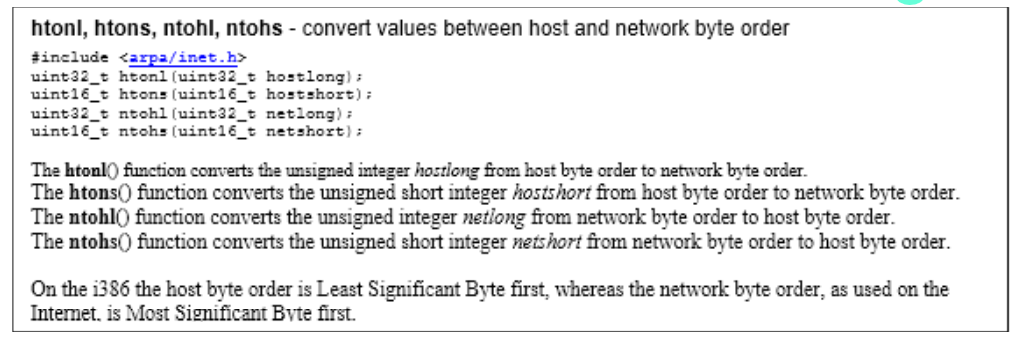 htonl, htons, ntohl, ntohs - convert values between host and network byte order
#include <arpa/inet.h>
uint32_t htonl(uint32_t hostlong);
uint16_t htons(uint16_t hostshort);
uint32_t ntohl(uint32_t netlong);
uint16_t ntohs(uint16_t netshort);
The htonl() function converts the unsigned integer hostlong from host byte order to network byte order.
The htons() function converts the unsigned short integer hostshort from host byte order to network byte order.
The ntohl() function converts the unsigned integer netlong from network byte order to host byte order.
The ntohs() function converts the unsigned short integer netshort from network byte order to host byte order.
On the i386 the host byte order is Least Significant Byte first, whereas the network byte order, as used on the
Internet, is Most Significant Byte first.